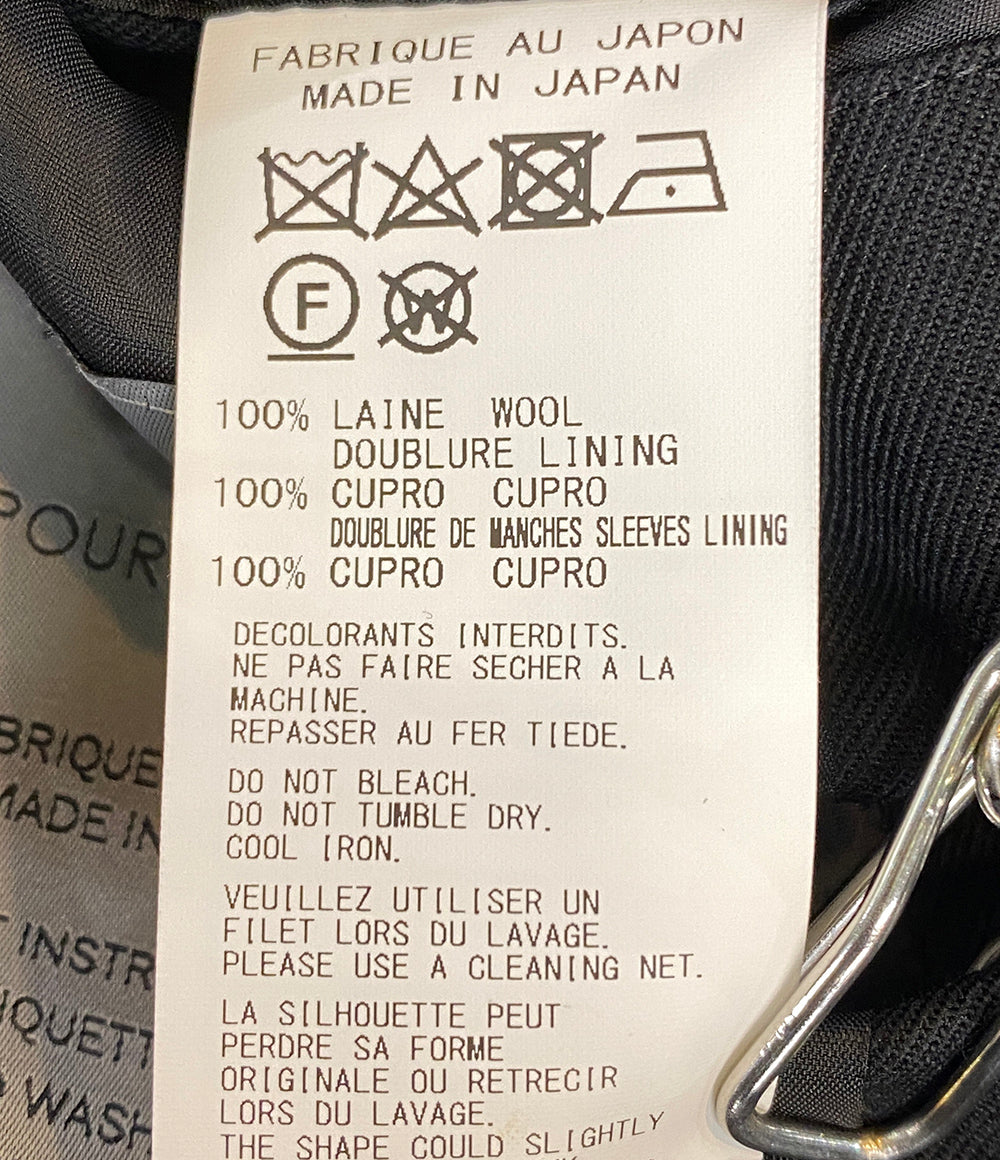 FABRIQUE AU JAPON
MADE IN JAPAN
F
W
100% LAINE WOOL
DOUBLURE LINING
100% CUPRO CUPRO
DOUBLURE DE MANCHES SLEEVES LINING
100% CUPRO CUPRO
DECOLORANTS INTERDITS.
NE PAS FAIRE SECHER A LA
MACHINE.
REPASSER AU FER TIEDE.
DO NOT BLEACH.
DO NOT TUMBLE DRY.
COOL IRON.
VEUILLEZ UTILISER UN
FILET LORS DU LAVAGE.
PLEASE USE A CLEANING NET.
LA SILHOUETTE PEUT
PERDRE SA FORME
ORIGINALE OU RETRECIR
LORS DU LAVAGE.
THE SHAPE COULD SLIGHTLY
POUR
BRIQUE
MADE IN
INSTR
IQUETT
WASH